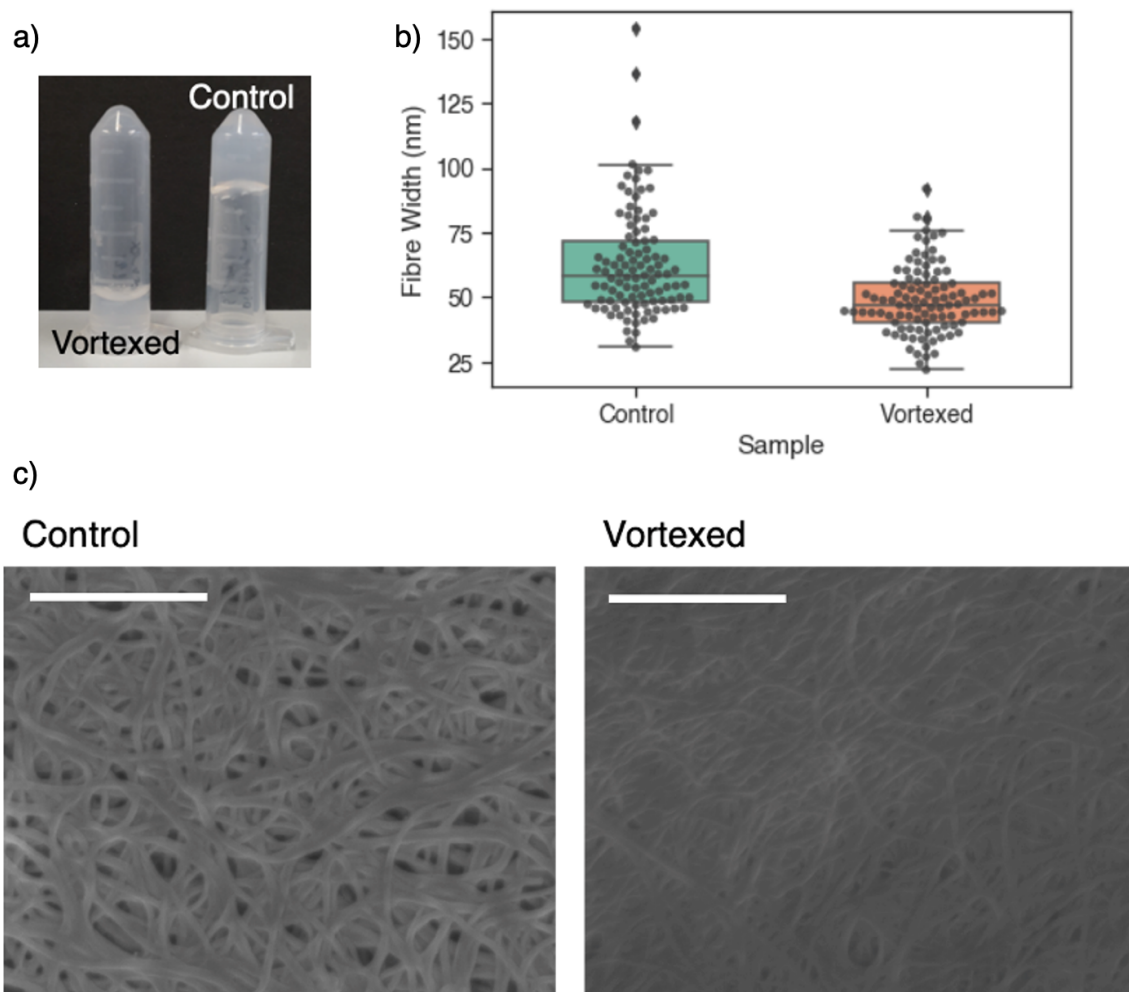 a)
Control
Vortexed
b)
150
125
100
75
50
25
Fibre Width (nm)
Control
Vortexed
Sample
c)
Control
Vortexed